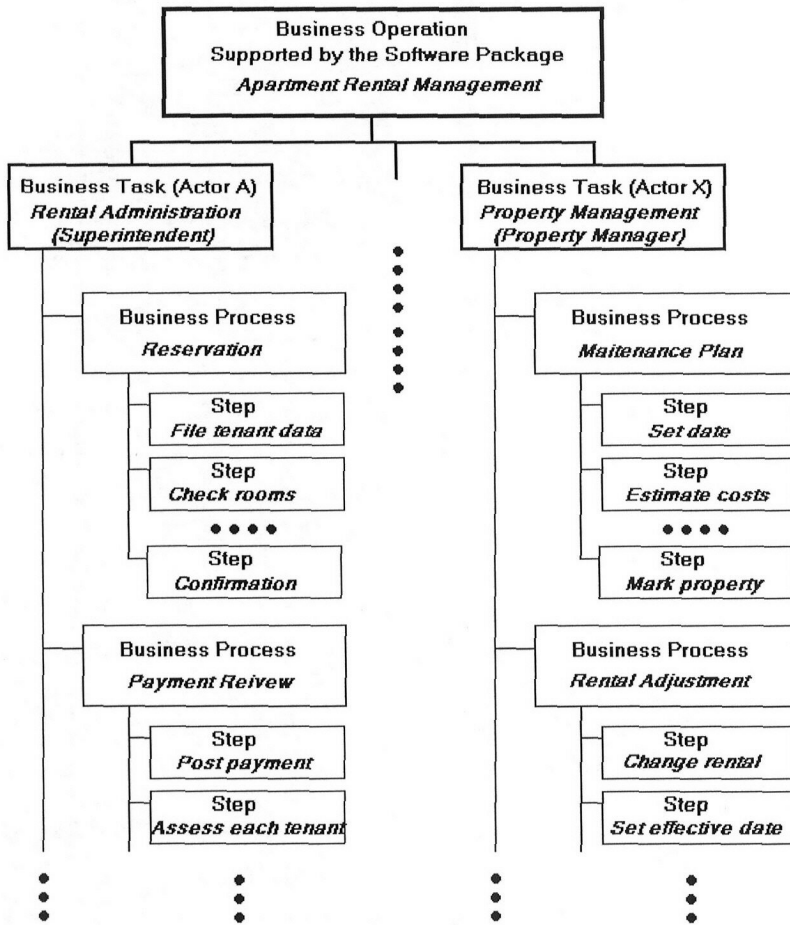 Business Operation
Supported by the Software Package
Apartment Rental Management
Business Task (Actor A)
Rental Administration
(Superintendent)
Business Process
Reservation
Step
File tenant data
Step
Check rooms
Step
Confirmation
Business Process
Payment Reivew
Step
Post payment
Step
Assess each tenant
Business Task (Actor X)
Property Management
(Property Manager)
Business Process
Maitenance Plan
Step
Set date
Step
Estimate costs
Step
Mark property
Business Process
Rental Adjustment
Step
Change rental
Step
Set effective date